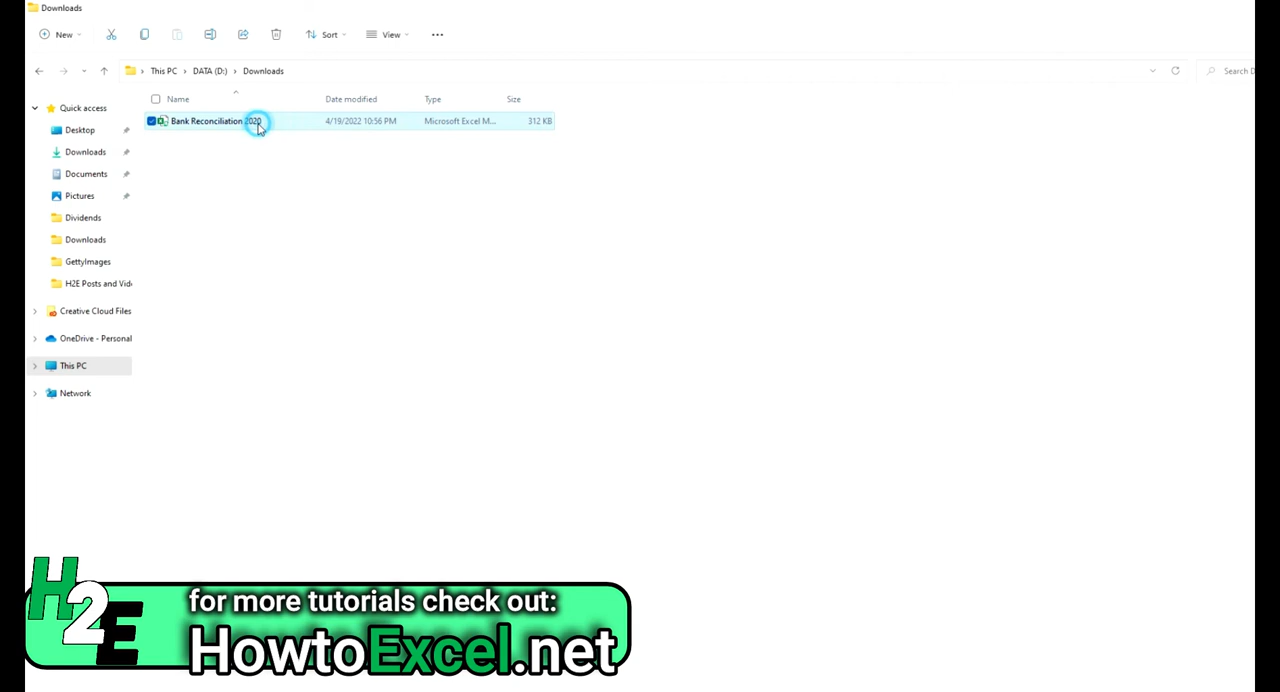 Downloads
New
Sort
View
This PC > DATA (D:) > Downloads
Search D
Name
Date modified
Type
Size
Bank Reconciliation 2020
4/19/2022 10:56 PM
Microsoft Excel M...
312 KB
Quick access
Desktop
Downloads
Documents
Pictures
Dividends
Downloads
GettyImages
H2E Posts and Vid
Creative Cloud Files
OneDrive - Personal
This PC
Network
H2E
for more tutorials check out:
HowtoExcel.net